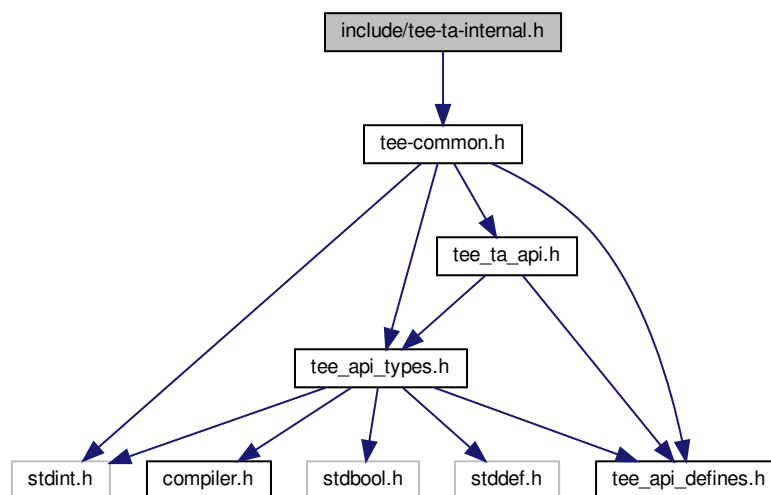 include/tee-ta-internal.h
tee-common.h
tee_ta_api.h
tee_api_types.h
stdint.h
compiler.h
stdbool.h
stddef.h
tee_api_defines.h